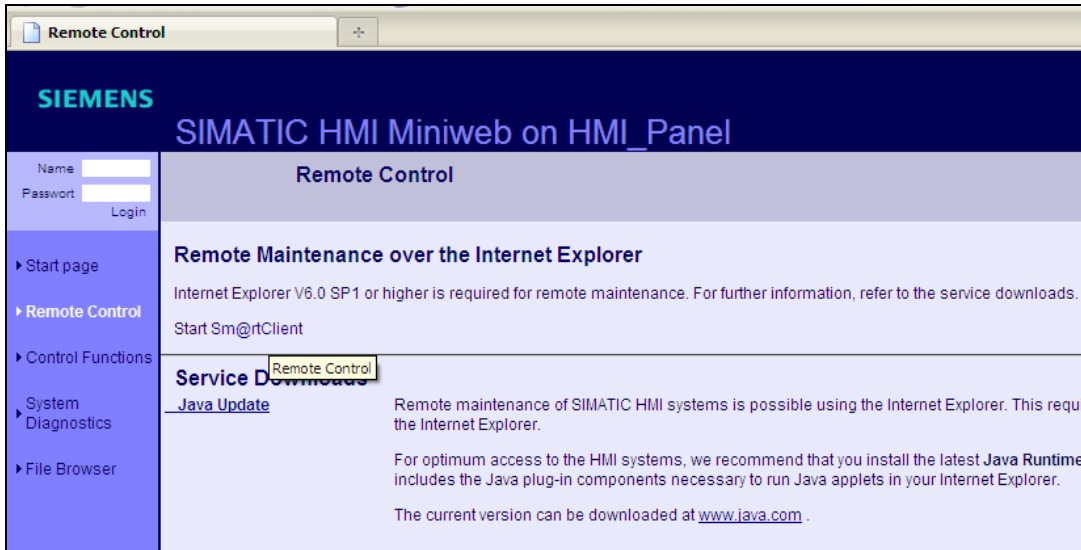 Remote Control
SIEMENS
SIMATIC HMI Miniweb on HMI_Panel
Name
Passwort
Login
Remote Control
Start page
Remote Control
Control Functions
System
Diagnostics
File Browser
Remote Maintenance over the Internet Explorer
Internet Explorer V6.0 SP1 or higher is required for remote maintenance. For further information, refer to the service downloads.
Start Sm@rtClient
Remote Control
Service Downloads
Java Update
Remote maintenance of SIMATIC HMI systems is possible using the Internet Explorer. This requi
the Internet Explorer.
For optimum access to the HMI systems, we recommend that you install the latest Java Runtime
includes the Java plug-in components necessary to run Java applets in your Internet Explorer.
The current version can be downloaded at www.java.com .